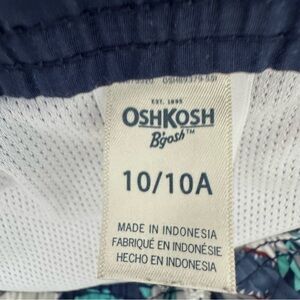 EST. 1895
OSHKOSH
B'gosh
10/10A
MADE IN INDONESIA
FABRIQUÉ EN INDONÉSIE
HECHO EN INDONESIA